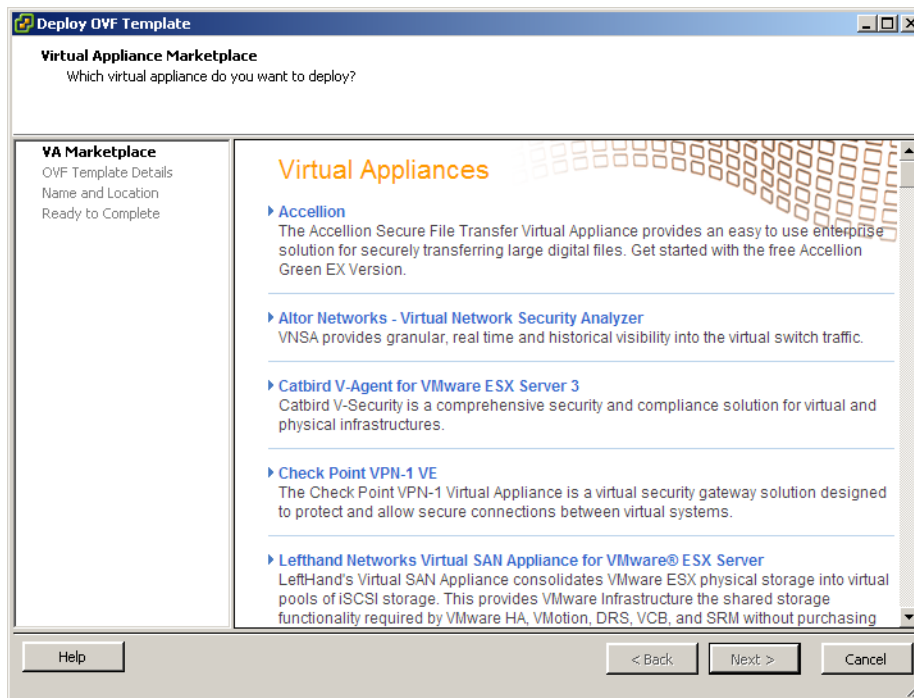 Deploy OVF Template
Virtual Appliance Marketplace
Which virtual appliance do you want to deploy?
VA Marketplace
OVF Template Details
Name and Location
Ready to Complete
Virtual Appliances
Accellion
The Accellion Secure File Transfer Virtual Appliance provides an easy to use enterprise
solution for securely transferring large digital files. Get started with the free Accellion
Green EX Version.
Altor Networks - Virtual Network Security Analyzer
VNSA provides granular, real time and historical visibility into the virtual switch traffic.
Catbird V-Agent for VMware ESX Server 3
Catbird V-Security is a comprehensive security and compliance solution for virtual and
physical infrastructures.
Check Point VPN-1 VE
The Check Point VPN-1 Virtual Appliance is a virtual security gateway solution designed
to protect and allow secure connections between virtual systems.
Lefthand Networks Virtual SAN Appliance for VMware® ESX Server
LeftHand's Virtual SAN Appliance consolidates VMware ESX physical storage into virtual
pools of iSCSI storage. This provides VMware Infrastructure the shared storage
functionality required by VMware HA, VMotion, DRS, VCB, and SRM without purchasing
Help
< Back
Next >
Cancel